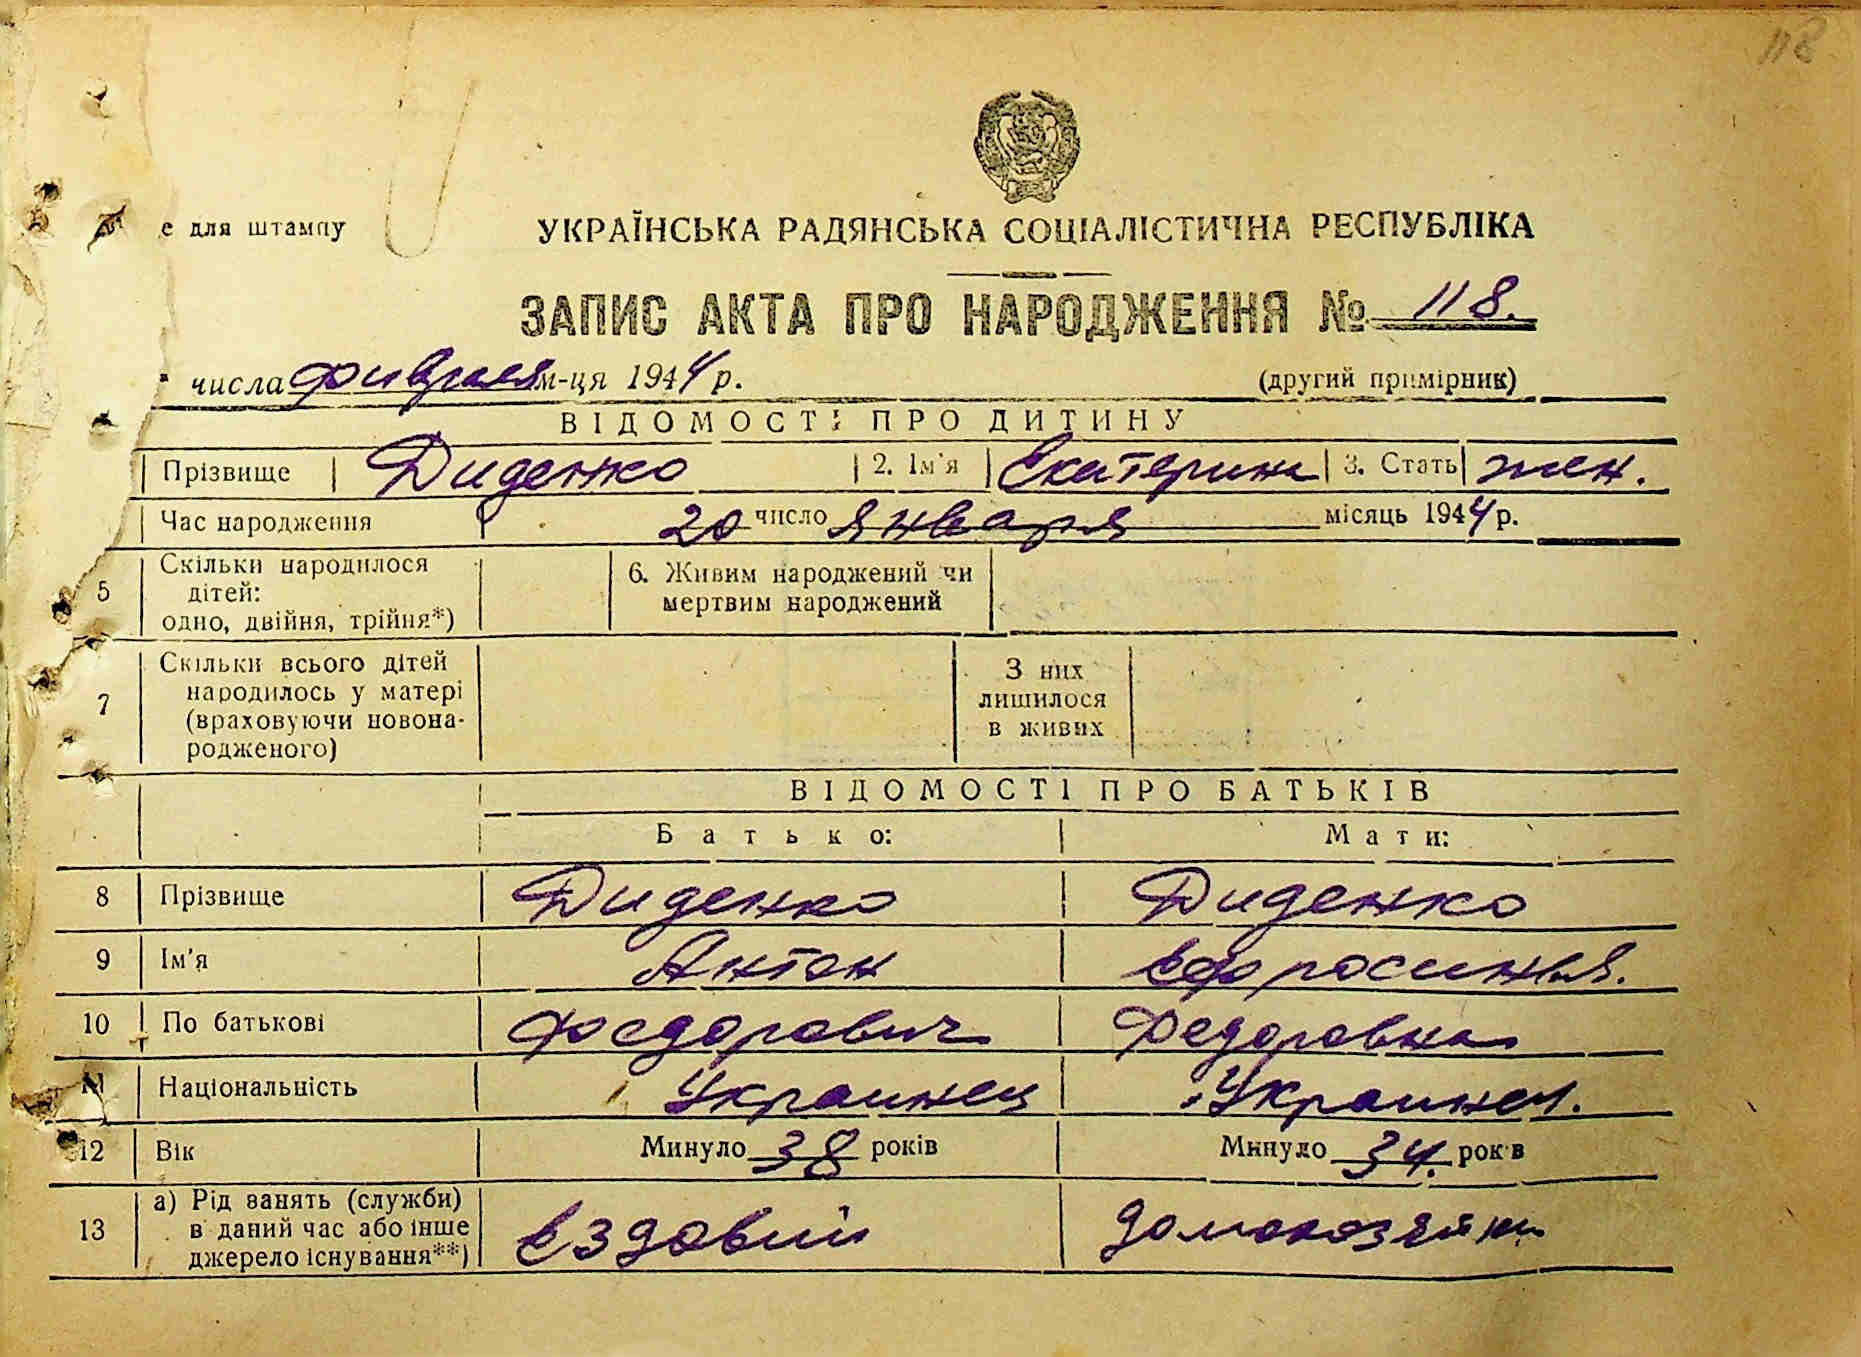 118
е для штампу
УКРАЇНСЬКА РАДЯНСЬКА СОЦІАЛІСТИЧНА РЕСПУБЛІКА
ЗАПИС АКТА ПРО НАРОДЖЕННЯ № 118.
числа фивраля м-ця 1944 р. (другий примірник)
ВІДОМОСТІ ПРО ДИТИНУ
Прізвище Диденко 2. Ім'я Екатерина 3. Стать жен.
Час народження 20 число января місяць 1944 р.
5 Скільки народилося дітей: одно, двійня, трійня*) 6. Живим народжений чи мертвим народжений
7 Скільки всього дітей народилось у матері (враховуючи новонародженого) З них лишилося в живих
ВІДОМОСТІ ПРО БАТЬКІВ
Батько: Мати:
8 Прізвище Диденко Диденко
9 Ім'я Антон Ефросинья.
10 По батькові Федорович Федоровна
11 Національність Украинец Украинка.
12 Вік Минуло 38 років Минуло 34. років
13 а) Рід занять (служби) в даний час або інше джерело існування**) Ездовий домохозяйка